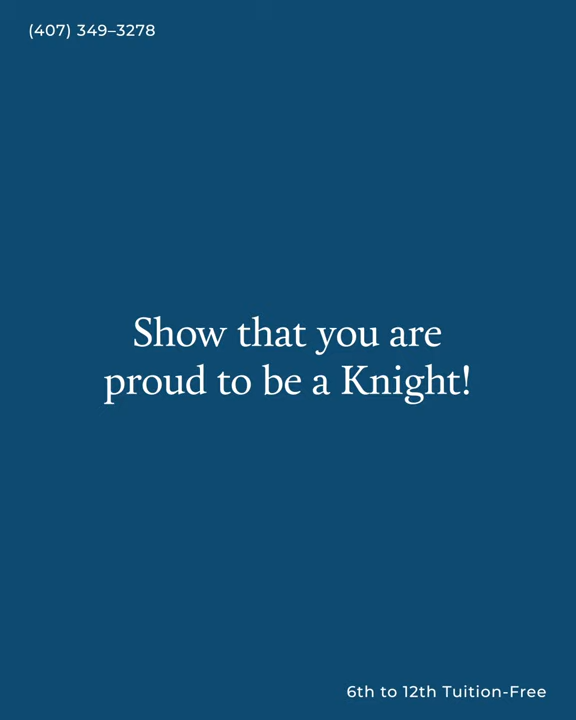 (407) 349–3278
Show that you are
proud to be a Knight!
6th to 12th Tuition-Free